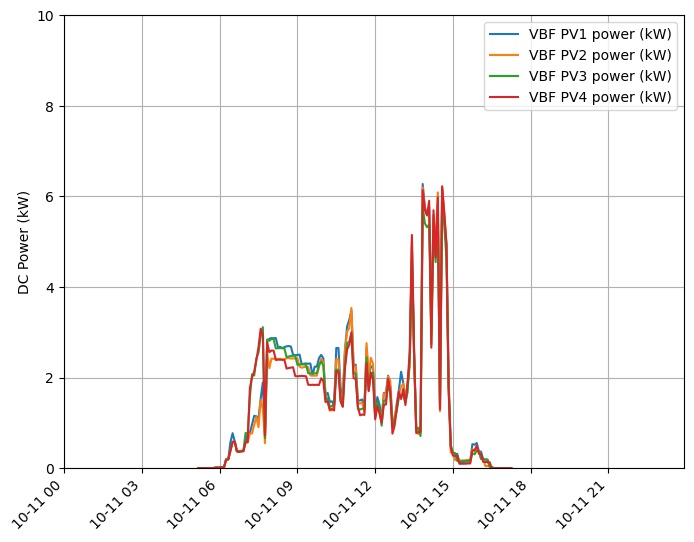 10
8
6
4
2
0
DC Power (kW)
VBF PV1 power (kW)
VBF PV2 power (kW)
VBF PV3 power (kW)
VBF PV4 power (kW)
10-11 00
10-11 03
10-11 06
10-11 09
10-11 12
10-11 15
10-11 18
10-11 21